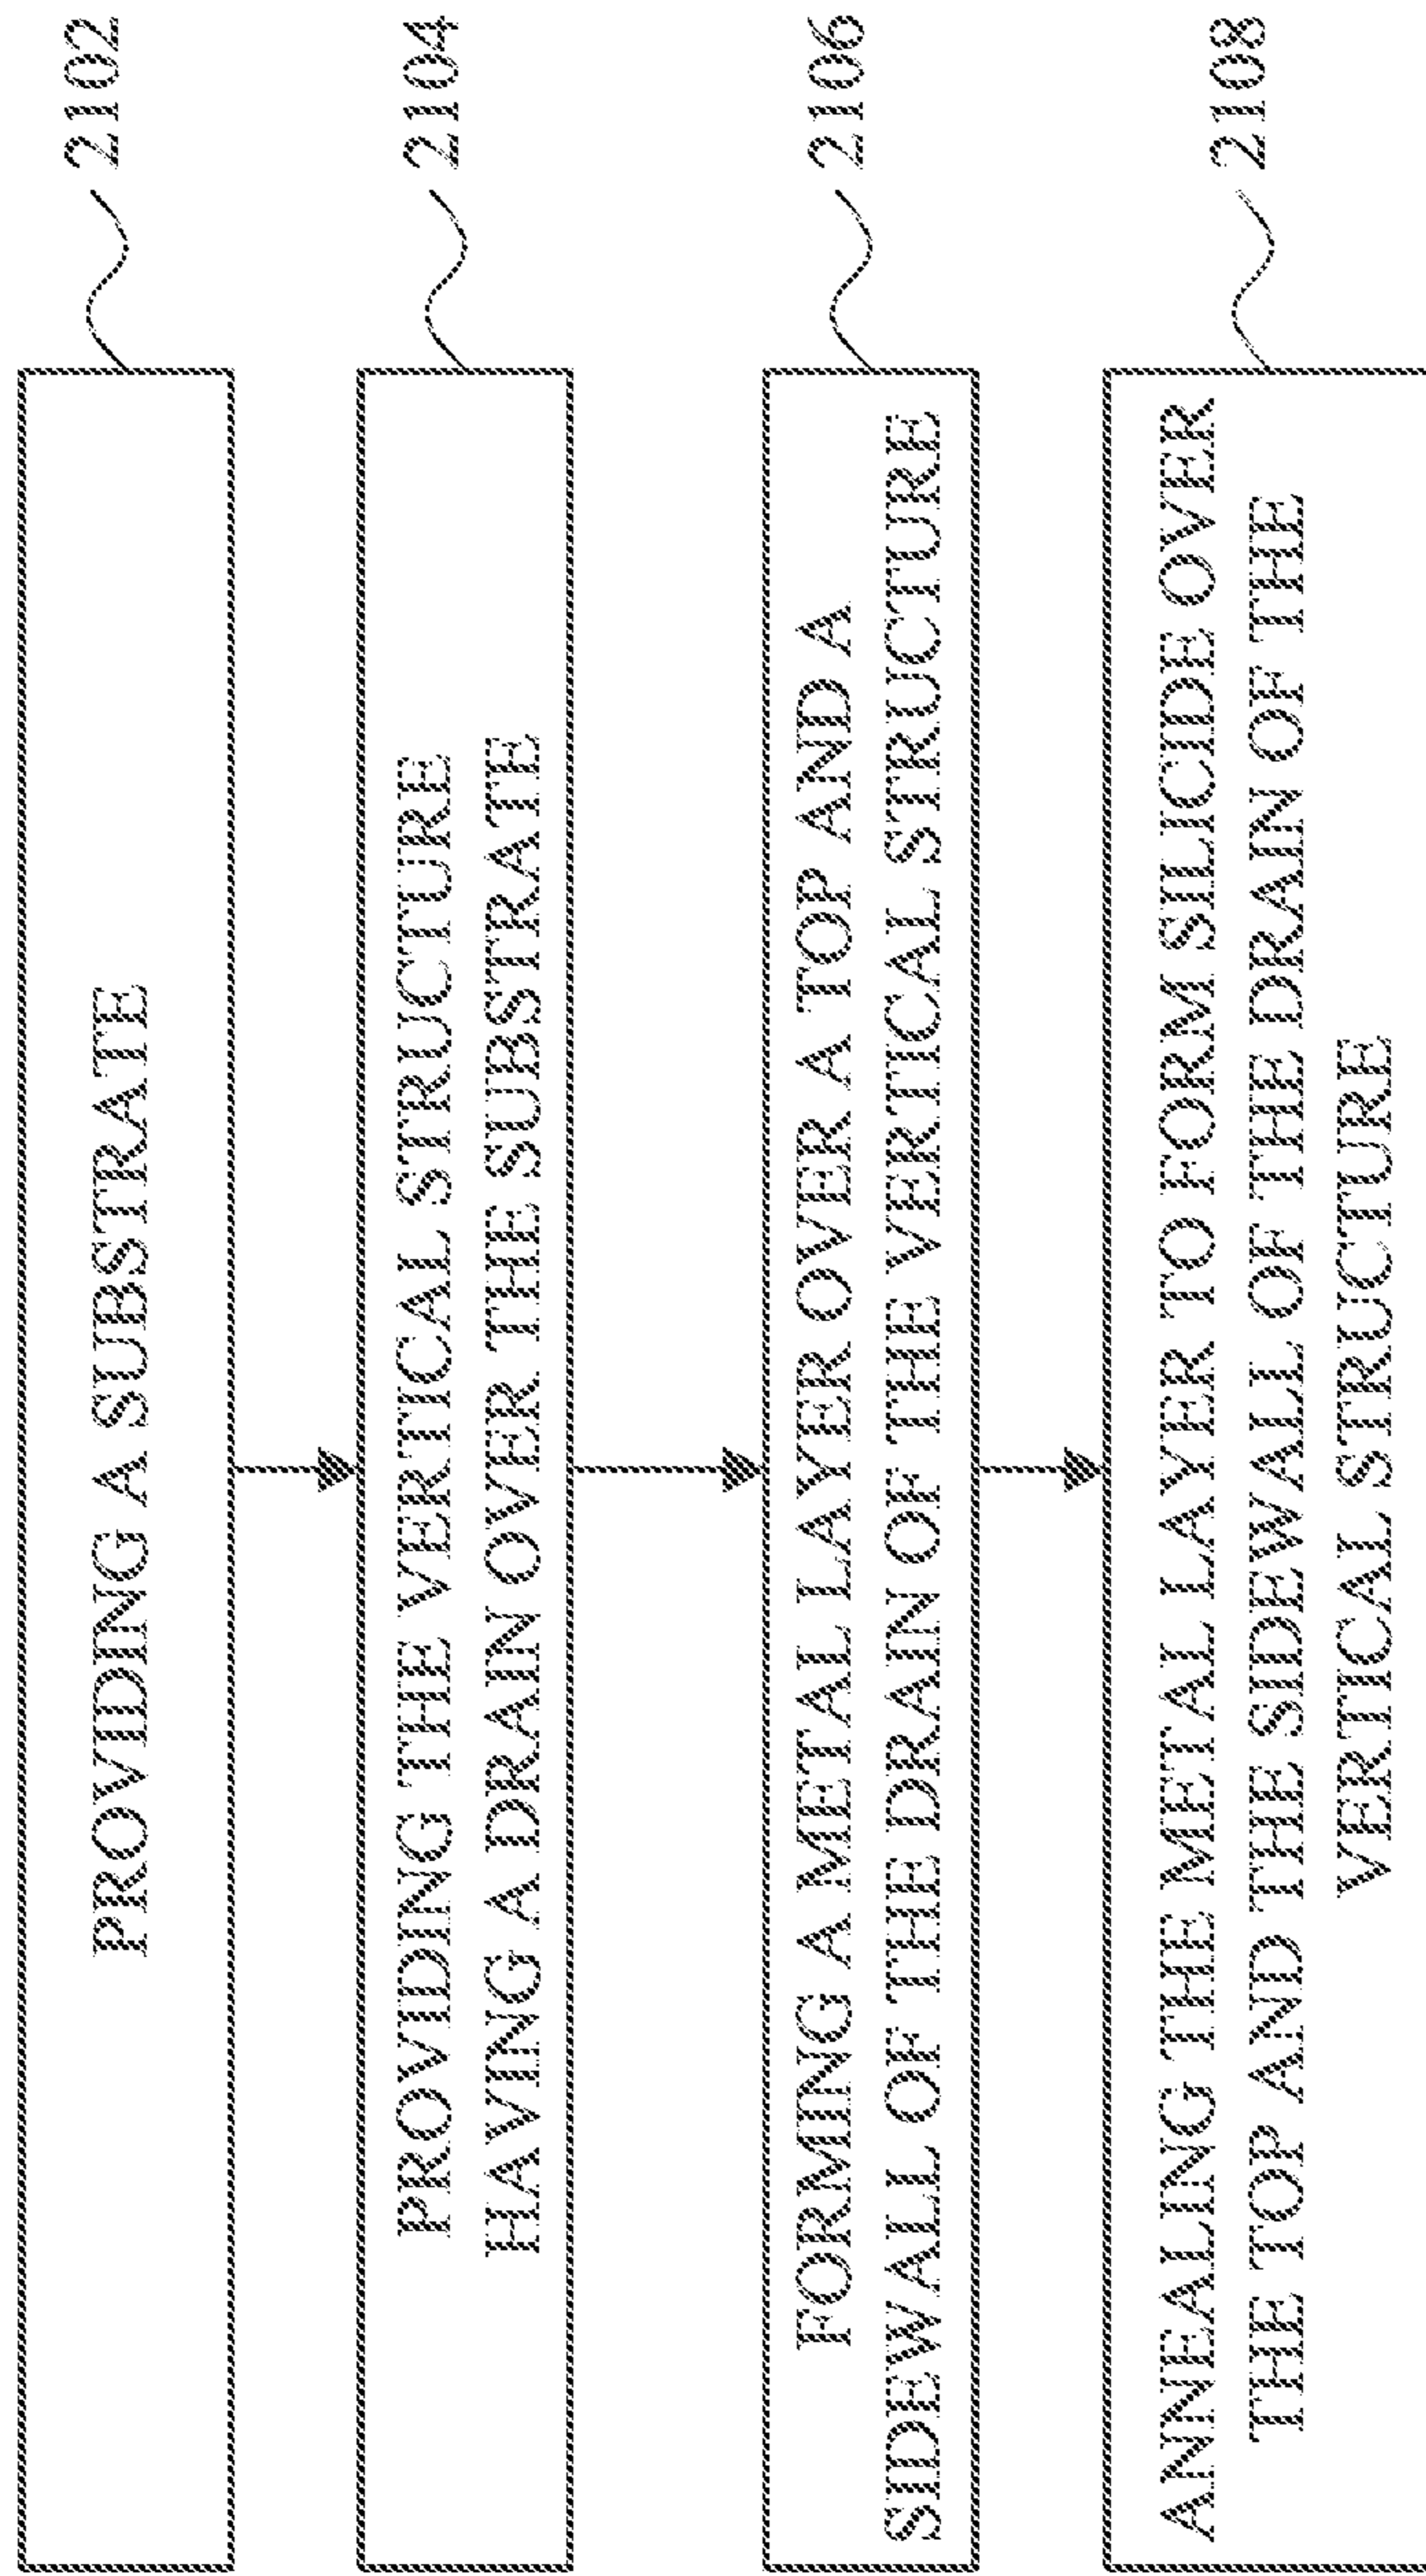 PROVIDING A SUBSTRATE
2102
PROVIDING THE VERTICAL STRUCTURE
HAVING A DRAIN OVER THE SUBSTRATE
2104
FORMING A METAL LAYER OVER A TOP AND A
SIDEWALL OF THE DRAIN OF THE VERTICAL STRUCTURE
2106
ANNEALING THE METAL LAYER TO FORM SILICIDE OVER
THE TOP AND THE SIDEWALL OF THE DRAIN OF THE
VERTICAL STRUCTURE
2108